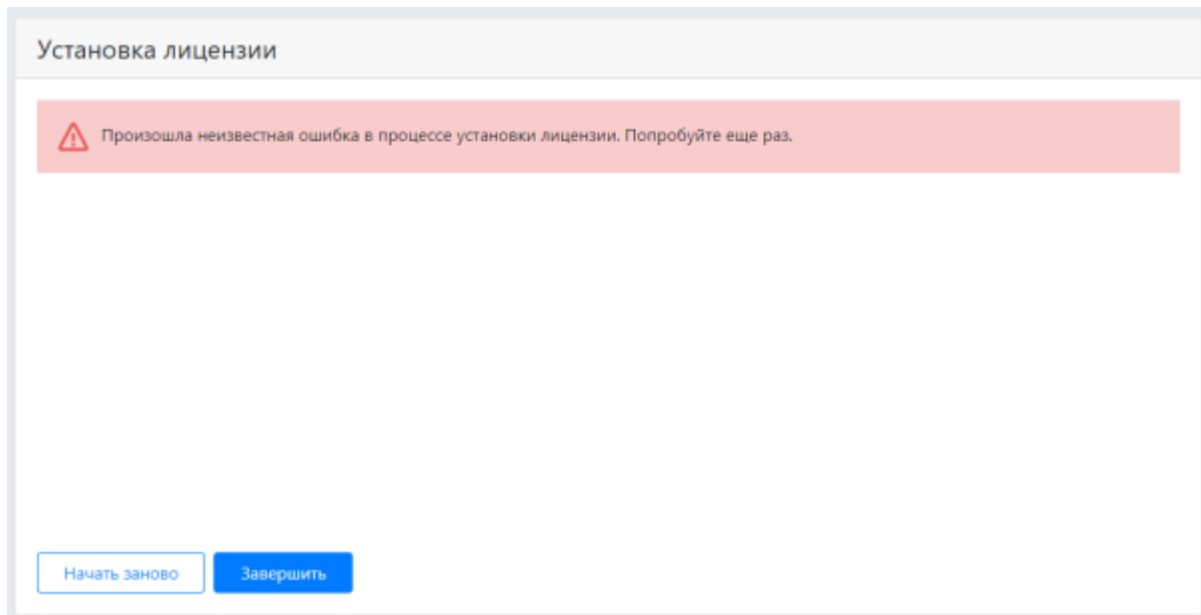 Установка лицензии
Произошла неизвестная ошибка в процессе установки лицензии. Попробуйте еще раз.
Начать заново
Завершить